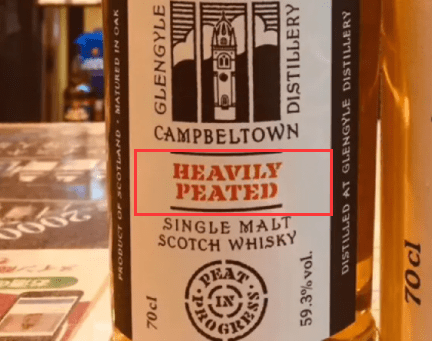 GLENGYLE
DISTILLERY
CAMPBELTOWN
HEAVILY
PEATED
SINGLE MALT
SCOTCH WHISKY
PEAT
IN
PROGRESS
70cl
59.3% vol.
PRODUCT OF SCOTLAND · MATURED IN OAK
DISTILLED AT GLENGYLE DISTILLERY
70cl
2000